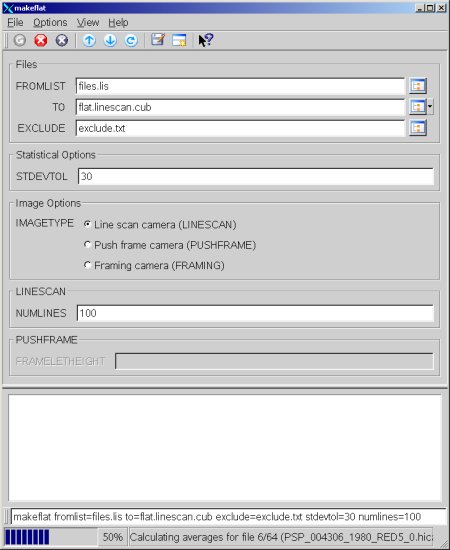 makeflat
File Options View Help
Files
FROMLIST files.lis
TO flat.linescan.cub
EXCLUDE exclude.txt
Statistical Options
STDEVTOL 30
Image Options
IMAGETYPE Line scan camera (LINESCAN)
Push frame camera (PUSHFRAME)
Framing camera (FRAMING)
LINESCAN
NUMLINES 100
PUSHFRAME
FRAMELETHEIGHT
makeflat fromlist=files.lis to=flat.linescan.cub exclude=exclude.txt stdevtol=30 numlines=100
50% Calculating averages for file 6/64 (PSP_004306_1980_RED5_0.hica